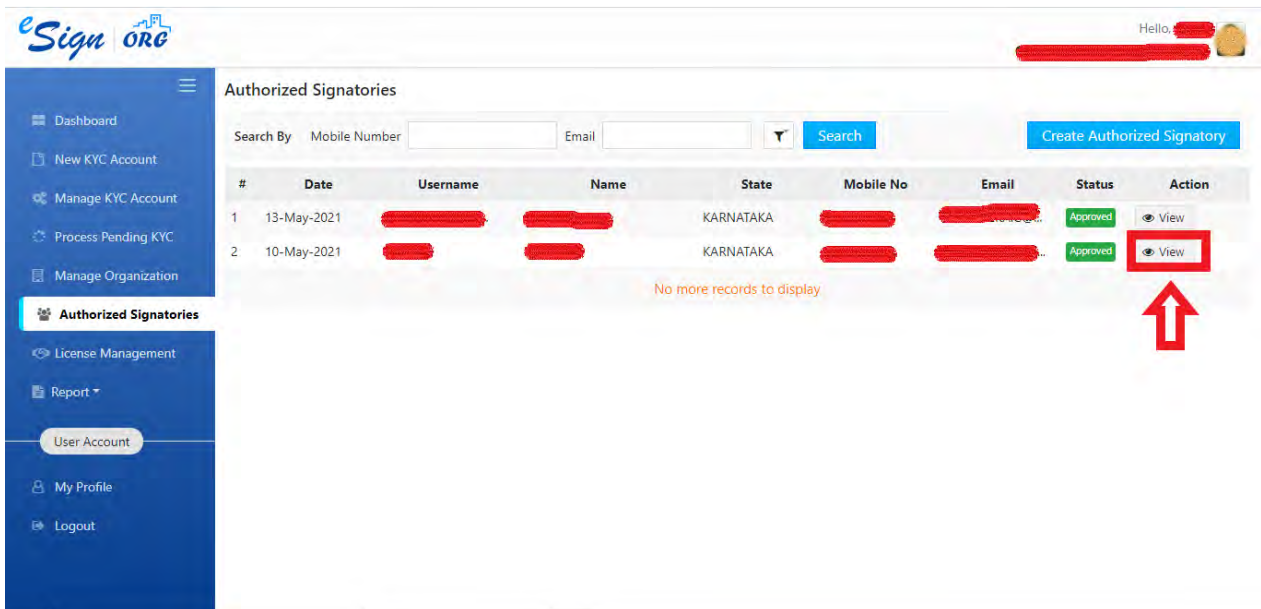 eSign ORG
Hello,
Dashboard
New KYC Account
Manage KYC Account
Process Pending KYC
Manage Organization
Authorized Signatories
License Management
Report
User Account
My Profile
Logout
Authorized Signatories
Search By Mobile Number Email Search Create Authorized Signatory
# Date Username Name State Mobile No Email Status Action
1 13-May-2021 KARNATAKA Approved View
2 10-May-2021 KARNATAKA Approved View
No more records to display